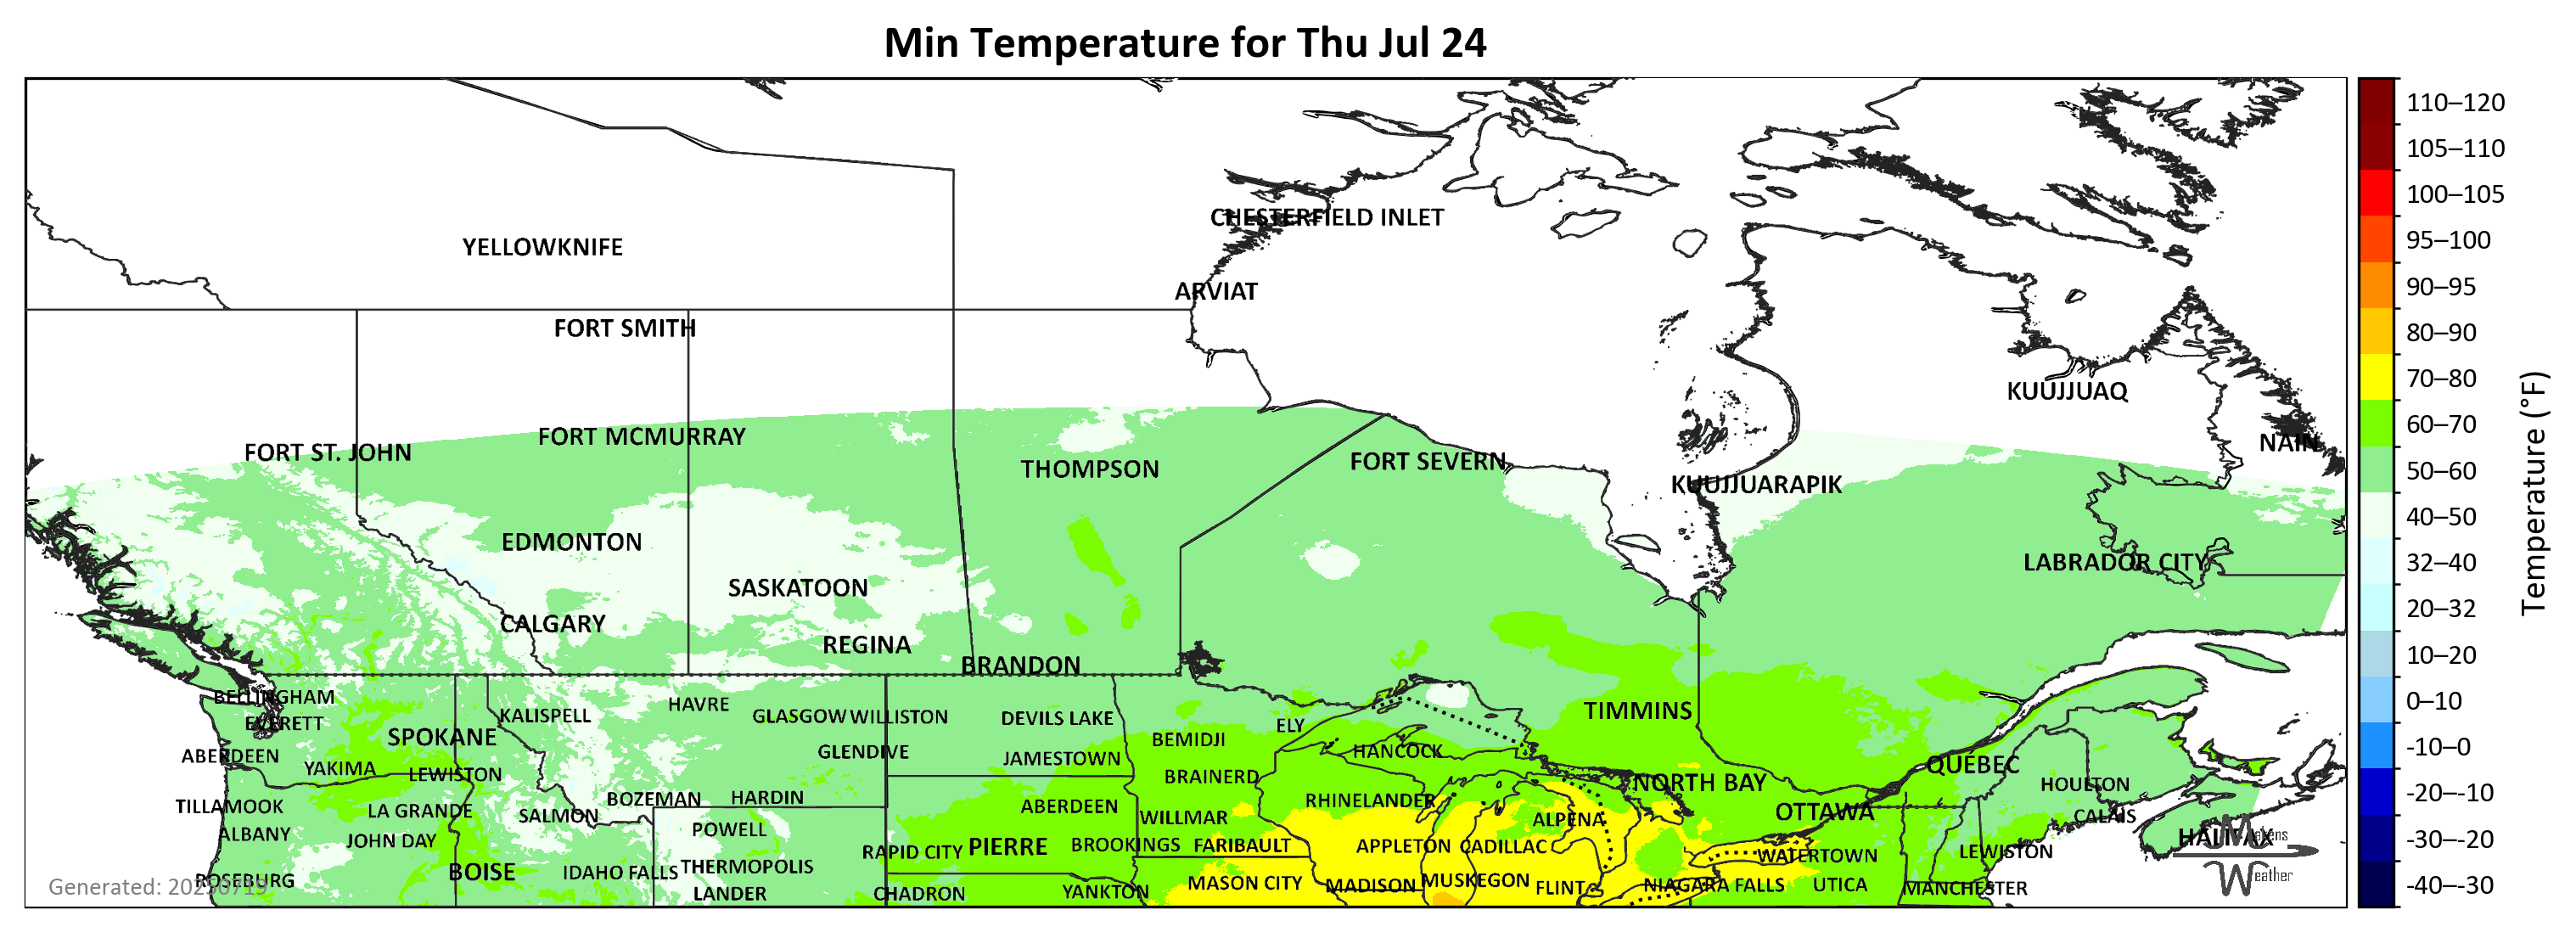 Min Temperature for Thu Jul 24
110–120
105–110
100–105
95–100
90–95
80–90
70–80
60–70
50–60
40–50
32–40
20–32
10–20
0–10
-10–0
-20–-10
-30–-20
-40–-30
Temperature (°F)
CHESTERFIELD INLET
YELLOWKNIFE
ARVIAT
FORT SMITH
KUUJJUAQ
FORT MCMURRAY
NAIN
FORT ST. JOHN
FORT SEVERN
THOMPSON
KUUJJUARAPIK
EDMONTON
LABRADOR CITY
SASKATOON
CALGARY
REGINA
BRANDON
BELLINGHAM
HAVRE
KALISPELL
GLASGOW
WILLISTON
DEVILS LAKE
TIMMINS
EVERETT
ELY
SPOKANE
BEMIDJI
HANCOCK
ABERDEEN
GLENDIVE
JAMESTOWN
QUEBEC
YAKIMA
LEWISTON
BRAINERD
NORTH BAY
HOULTON
BOZEMAN
HARDIN
RHINELANDER
TILLAMOOK
LA GRANDE
SALMON
ABERDEEN
WILLMAR
ALPENA
OTTAWA
CALAIS
ALBANY
JOHN DAY
POWELL
HALIFAX
Makens
Weather
RAPID CITY
PIERRE
BROOKINGS
FARIBAULT
APPLETON
CADILLAC
WATERTOWN
LEWISTON
BOISE
IDAHO FALLS
THERMOPOLIS
ROSEBURG
MASON CITY
MADISON
MUSKEGON
FLINT
NIAGARA FALLS
UTICA
MANCHESTER
LANDER
CHADRON
YANKTON
Generated: 20250719